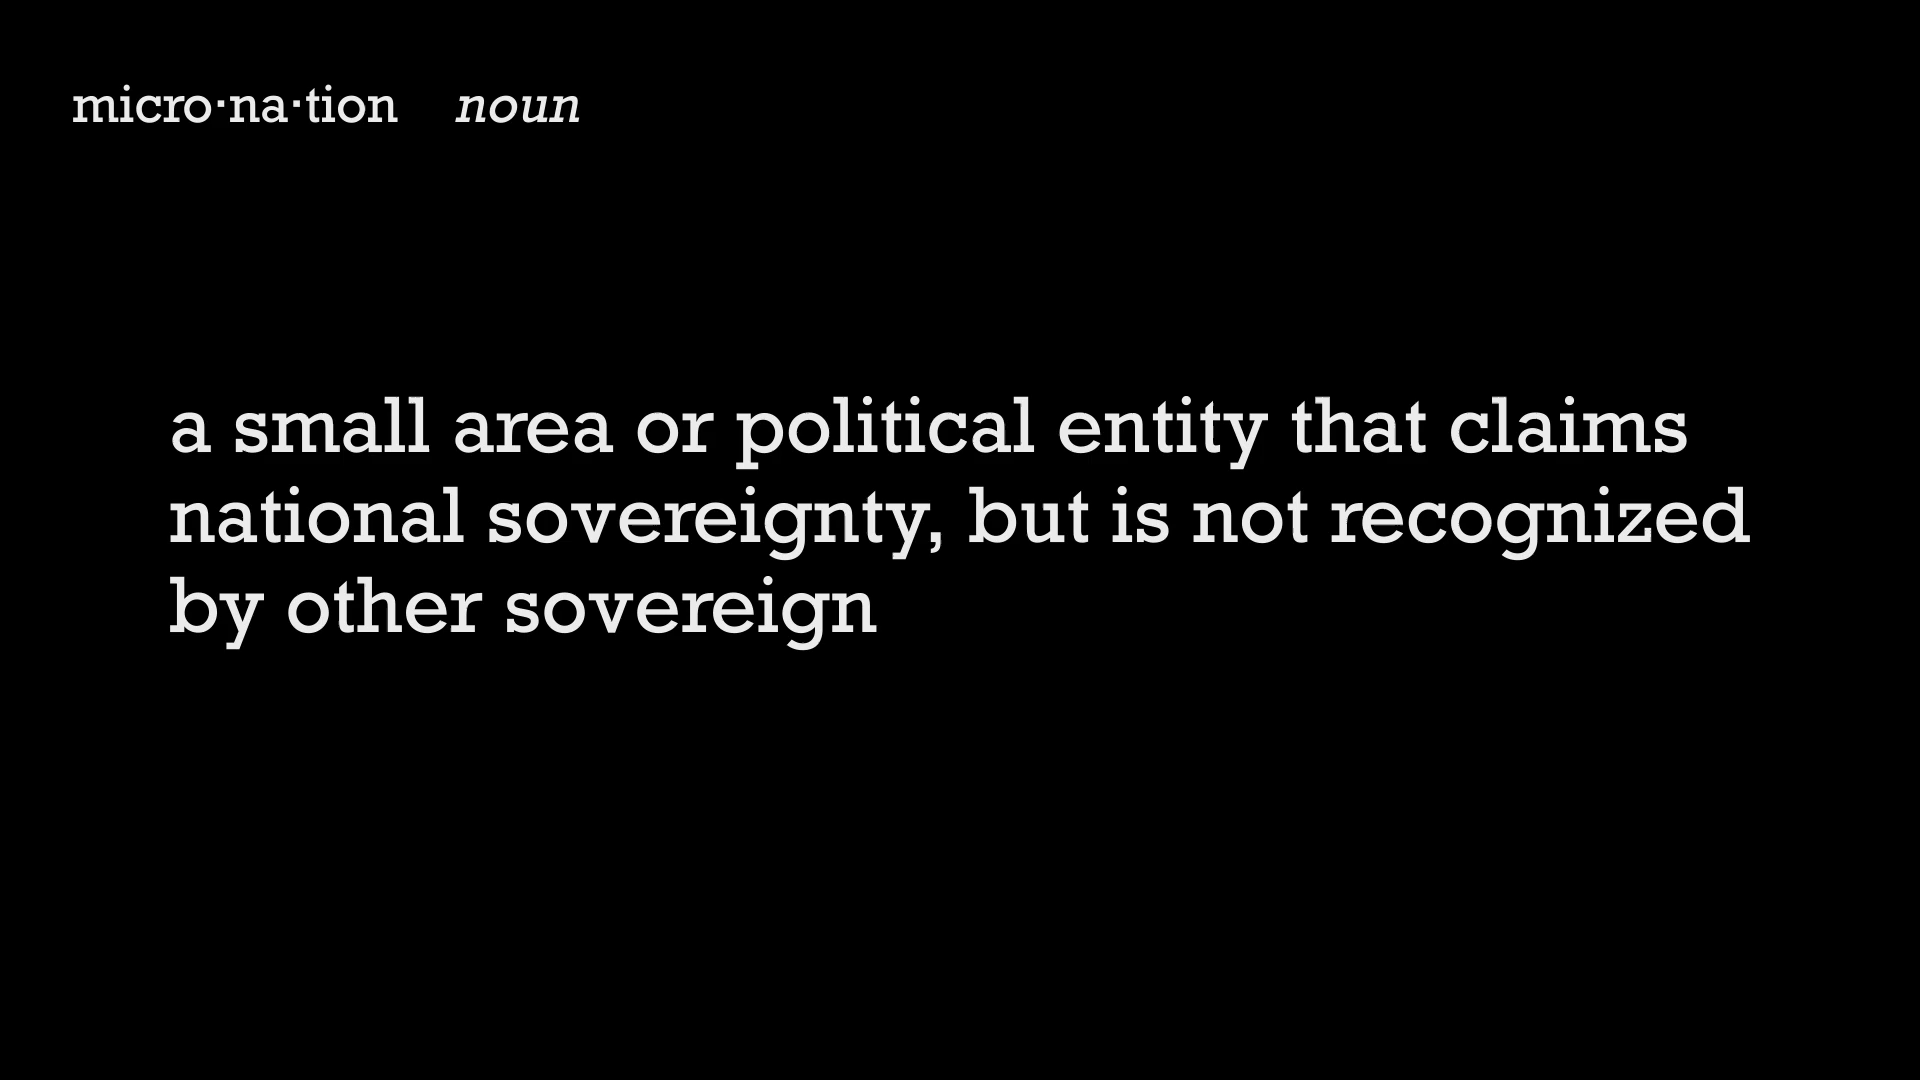 micro·na·tion noun
a small area or political entity that claims
national sovereignty, but is not recognized
by other sovereign